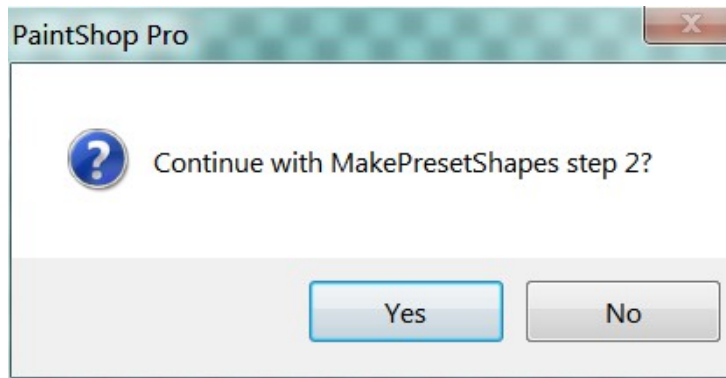 PaintShop Pro
Continue with MakePresetShapes step 2?
Yes No